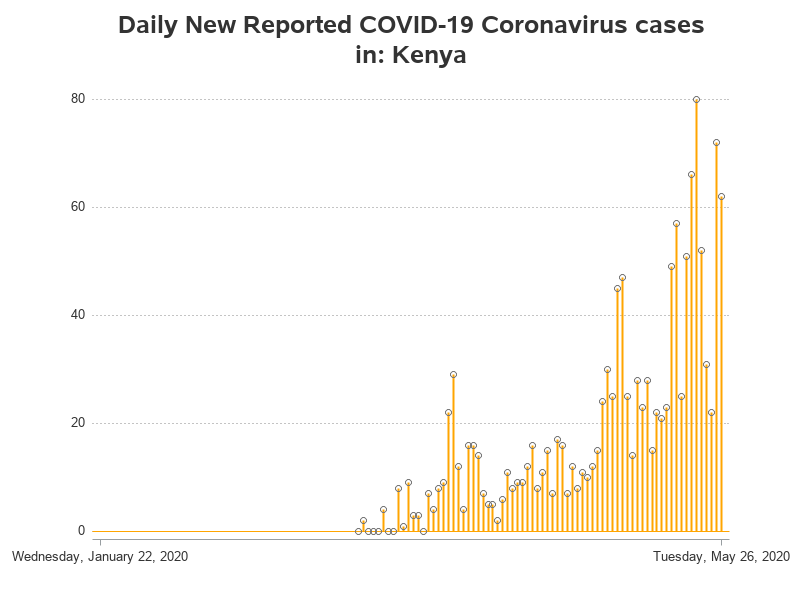 Daily New Reported COVID-19 Coronavirus cases
in: Kenya
80
60
40
20
0
Wednesday, January 22, 2020
Tuesday, May 26, 2020